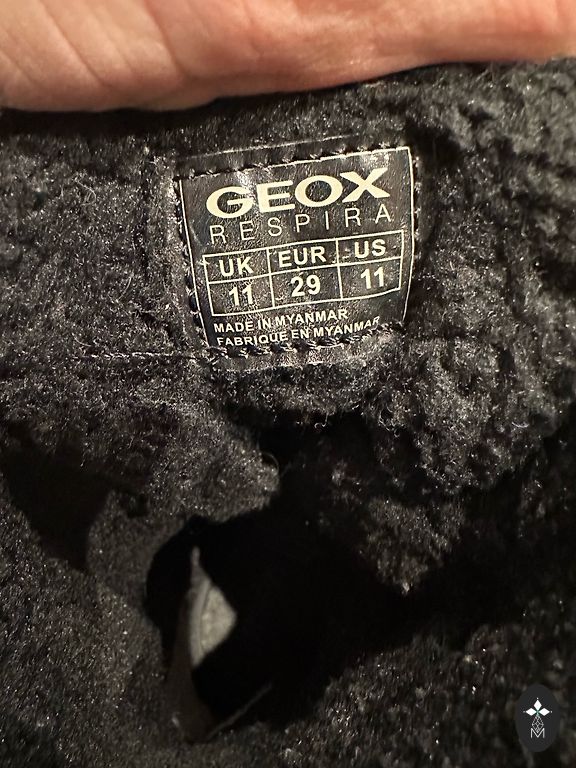 GEOX
RESPIRA
UK EUR US
11 29 11
MADE IN MYANMAR
FABRIQUE EN MYANMAR
M